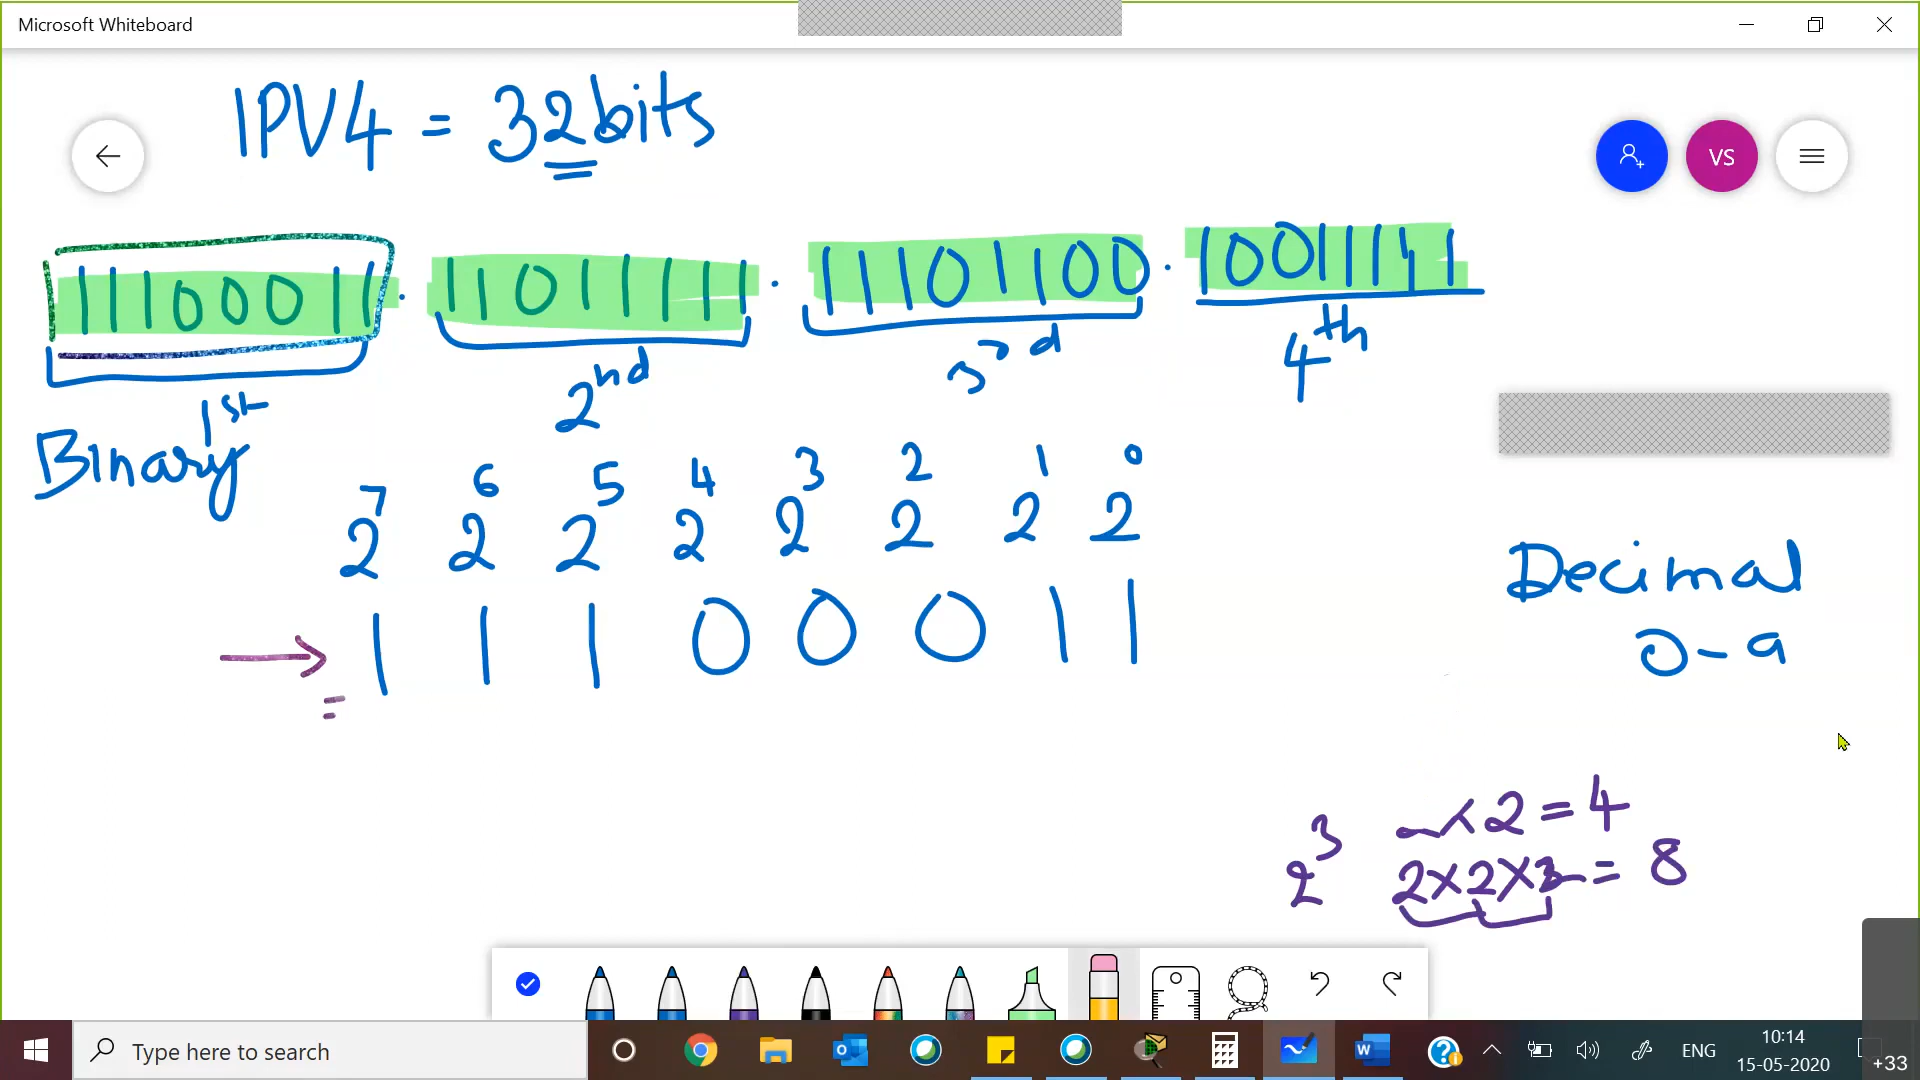 Microsoft Whiteboard
IPV4 = 32bits
VS
11100011 . 11011111 . 11101100 . 10011111
1st 2nd 3rd 4th
Binary
2^7 2^6 2^5 2^4 2^3 2^2 2^1 2^0
→ 1 1 1 0 0 0 1 1
=
Decimal
0-9
×2=4
2^3 2×2×2=8
Type here to search
ENG
10:14
15-05-2020
+33